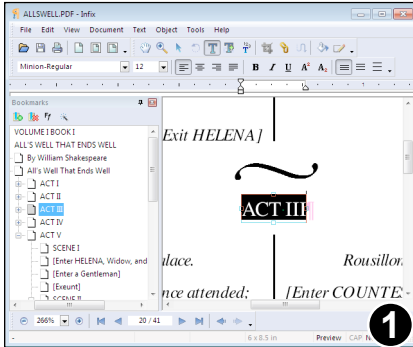 ALLSWELL.PDF - Infix
File Edit View Document Text Object Tools Help
Minion-Regular 12 B I U A² A₂
Bookmarks
VOLUME I BOOK I
ALL'S WELL THAT ENDS WELL
By William Shakespeare
All's Well That Ends Well
ACT I
ACT II
ACT III
ACT IV
ACT V
SCENE I
[Enter HELENA, Widow, and
[Enter a Gentleman]
[Exeunt]
SCENE II
Exit HELENA]
ACT III
lace. Rousillon
nce attended; [Enter COUNTE
266% 20 / 41
6 x 8.5 in Preview CAP N
1